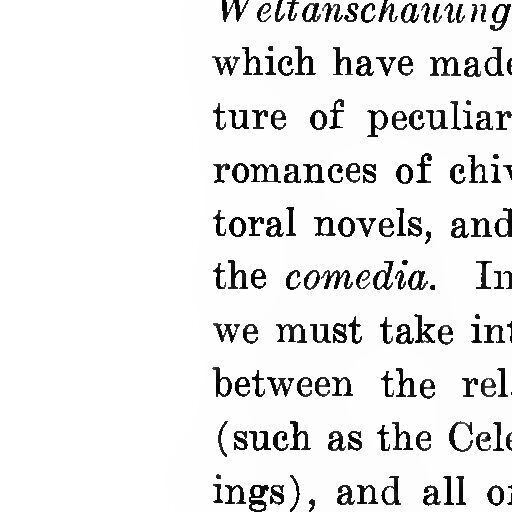 Weltanschauung
which have made
ture of peculiar
romances of chiv
toral novels, and
the comedia. In
we must take int
between the rel
(such as the Cele
ings), and all o